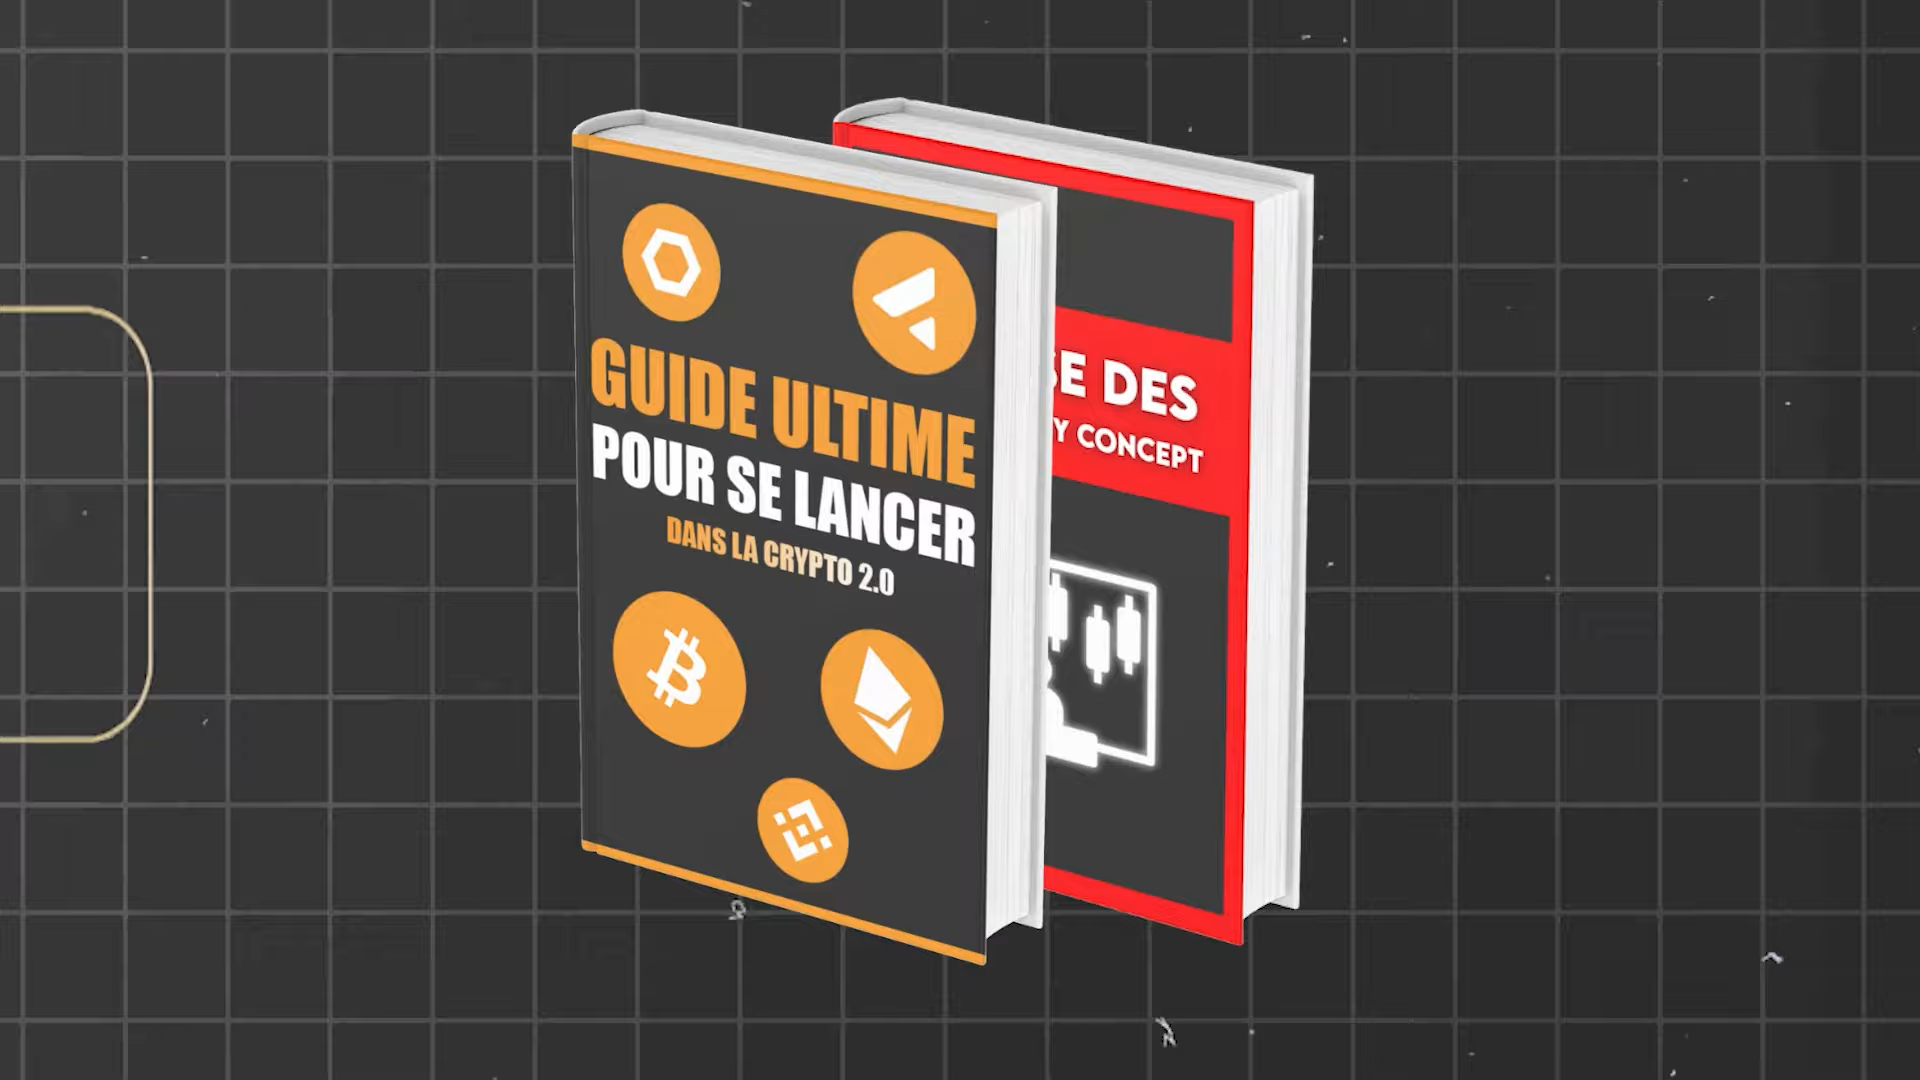 GUIDE ULTIME
POUR SE LANCER
DANS LA CRYPTO 2.0
DES
CONCEPT